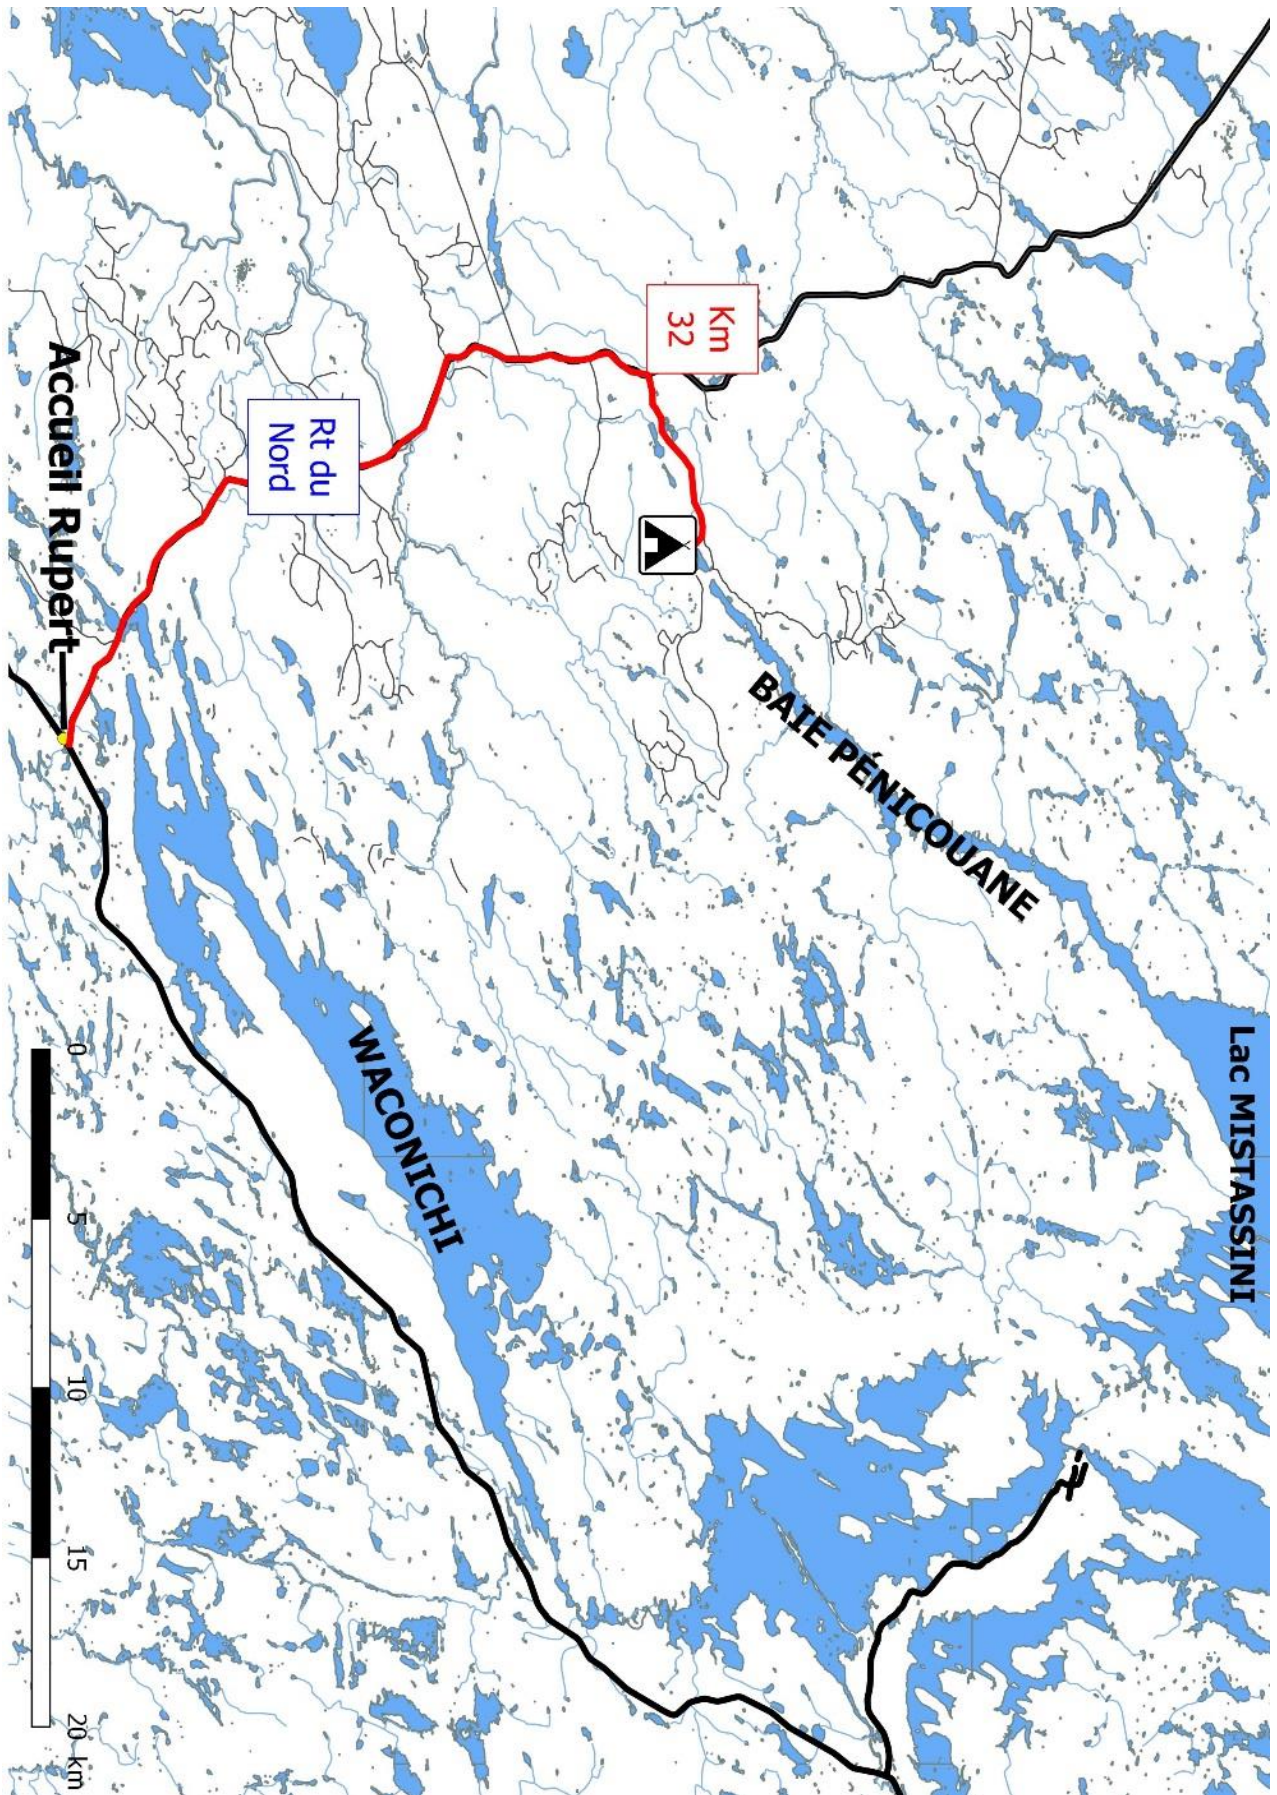 Lac MISTASSINI
BAIE PÉNICOUANE
Km
32
WACONICHI
Rt du
Nord
Accueil Rupert
0 5 10 15 20 km